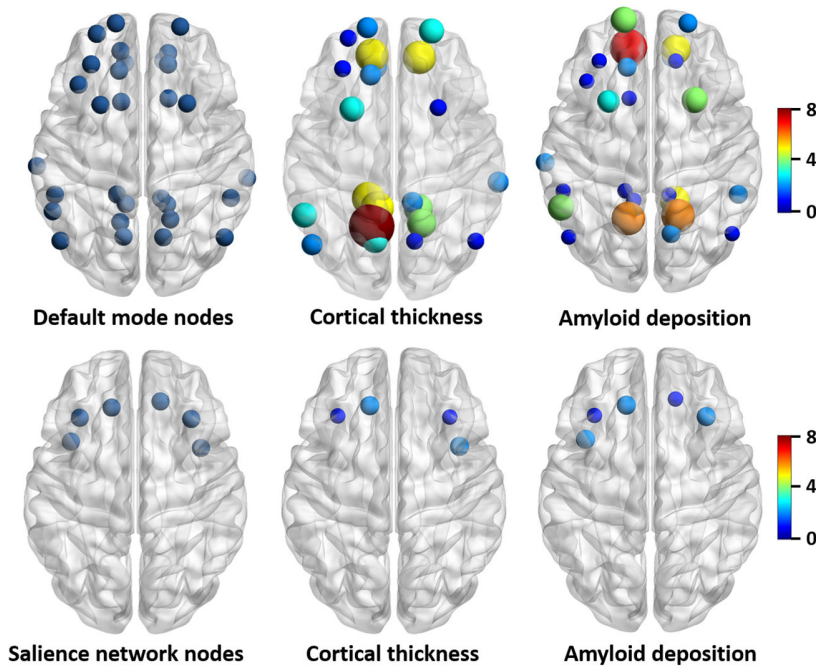 8
4
0
Default mode nodes
Cortical thickness
Amyloid deposition
8
4
0
Salience network nodes
Cortical thickness
Amyloid deposition